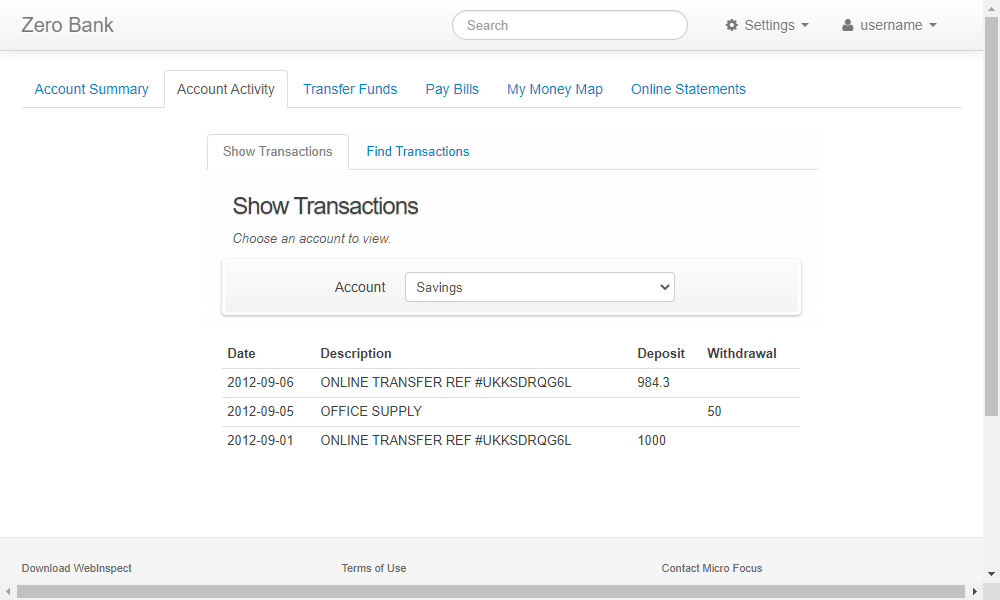 Zero Bank
Search
Settings
username
Account Summary
Account Activity
Transfer Funds
Pay Bills
My Money Map
Online Statements
Show Transactions
Find Transactions
Show Transactions
Choose an account to view.
Account
Savings
Date Description Deposit Withdrawal
2012-09-06 ONLINE TRANSFER REF #UKKSDRQG6L 984.3
2012-09-05 OFFICE SUPPLY 50
2012-09-01 ONLINE TRANSFER REF #UKKSDRQG6L 1000
Download WebInspect
Terms of Use
Contact Micro Focus